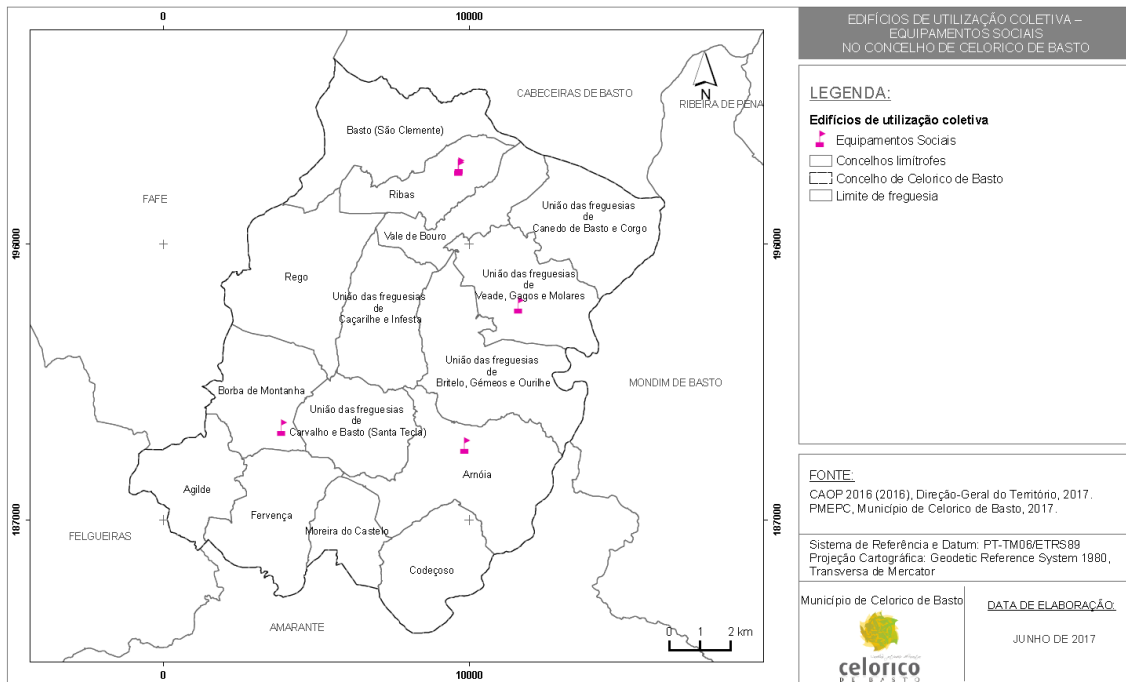 0
10000
EDIFÍCIOS DE UTILIZAÇÃO COLETIVA –
EQUIPAMENTOS SOCIAIS
NO CONCELHO DE CELORICO DE BASTO
N
CABECEIRAS DE BASTO
RIBEIRA DE PENA
Basto (São Clemente)
Ribas
FAFE
União das freguesias
de
Canedo de Basto e Corgo
Vale de Bouro
196000
196000
Rego
União das freguesias
de
Veade, Gagos e Molares
União das freguesias
de
Caçarilhe e Infesta
União das freguesias
de
Britelo, Gémeos e Ourilhe
MONDIM DE BASTO
Borba de Montanha
União das freguesias
de
Carvalho e Basto (Santa Tecla)
Arnóia
Agilde
Fervença
187000
187000
Moreira do Castelo
FELGUEIRAS
Codeçoso
AMARANTE
0 1 2 km
0
10000
LEGENDA:
Edifícios de utilização coletiva
Equipamentos Sociais
Concelhos limítrofes
Concelho de Celorico de Basto
Limite de freguesia
FONTE:
CAOP 2016 (2016), Direção-Geral do Território, 2017.
PMEPC, Município de Celorico de Basto, 2017.
Sistema de Referência e Datum: PT-TM06/ETRS89
Projeção Cartográfica: Geodetic Reference System 1980,
Transversa de Mercator
Município de Celorico de Basto
celorico
DE BASTO
DATA DE ELABORAÇÃO:
JUNHO DE 2017